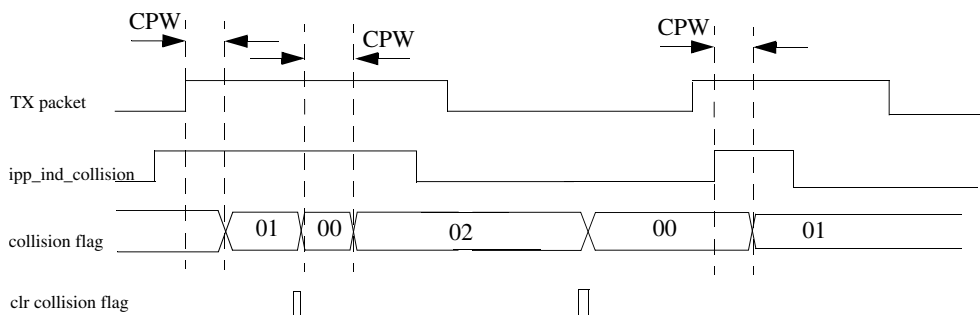 CPW
CPW
CPW
TX packet
ipp_ind_collision
collision flag
01
00
02
00
01
clr collision flag